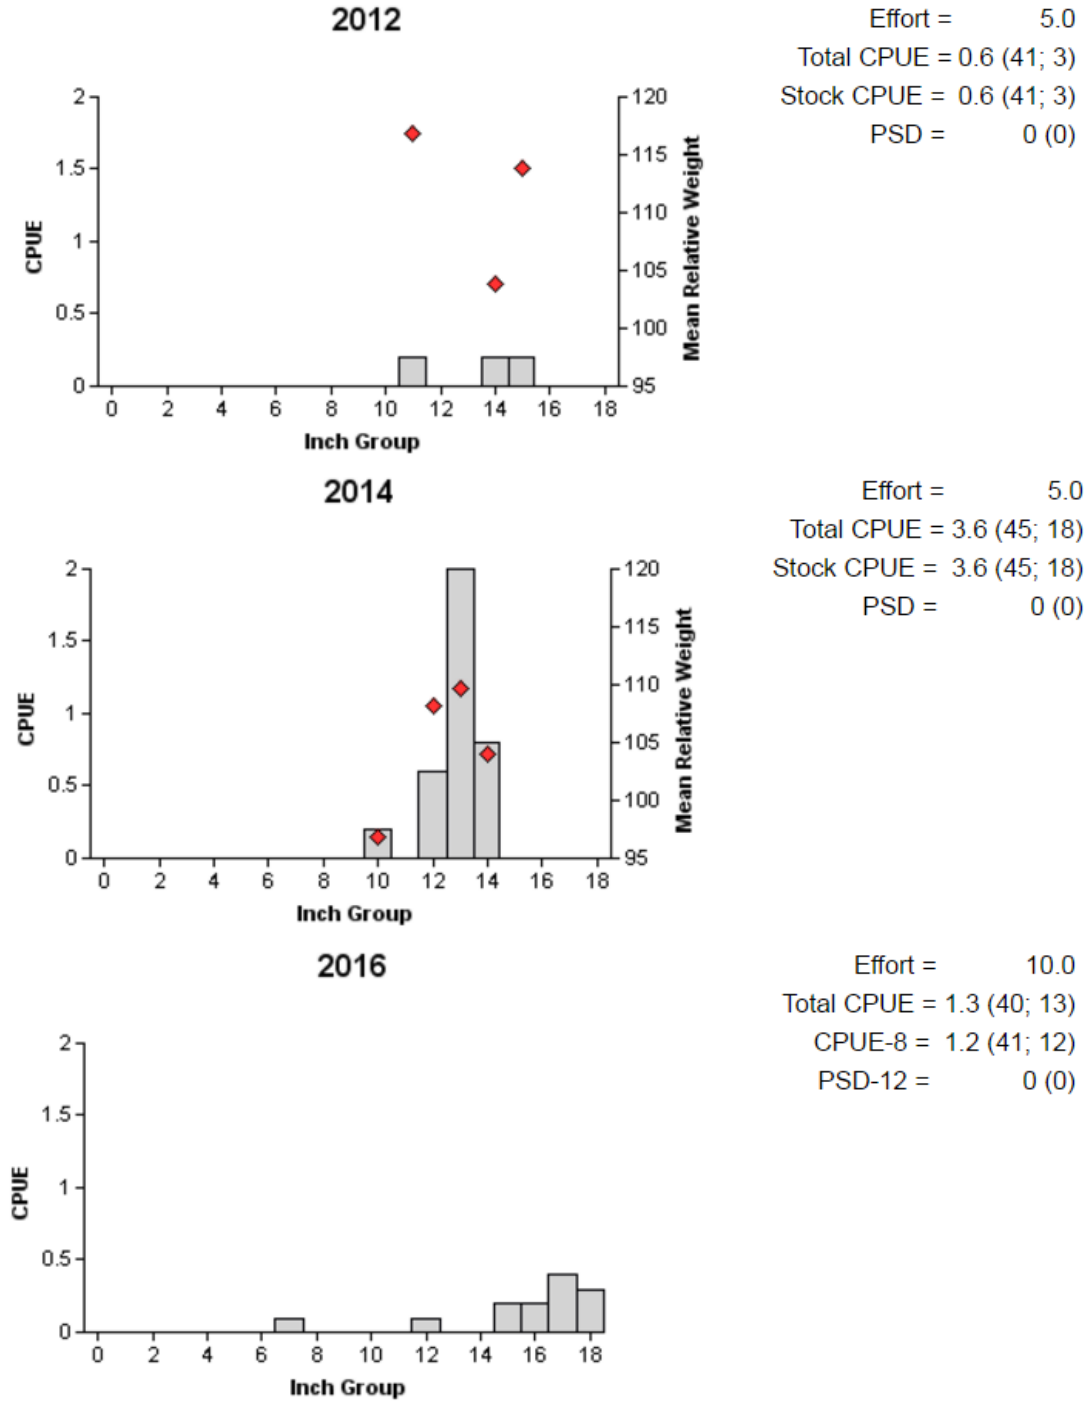 2012
Effort = 5.0
Total CPUE = 0.6 (41; 3)
Stock CPUE = 0.6 (41; 3)
PSD = 0 (0)
2
1.5
1
0.5
0
CPUE
120
115
110
105
100
95
Mean Relative Weight
0 2 4 6 8 10 12 14 16 18
Inch Group
2014
Effort = 5.0
Total CPUE = 3.6 (45; 18)
Stock CPUE = 3.6 (45; 18)
PSD = 0 (0)
2
1.5
1
0.5
0
CPUE
120
115
110
105
100
95
Mean Relative Weight
0 2 4 6 8 10 12 14 16 18
Inch Group
2016
Effort = 10.0
Total CPUE = 1.3 (40; 13)
CPUE-8 = 1.2 (41; 12)
PSD-12 = 0 (0)
2
1.5
1
0.5
0
CPUE
0 2 4 6 8 10 12 14 16 18
Inch Group